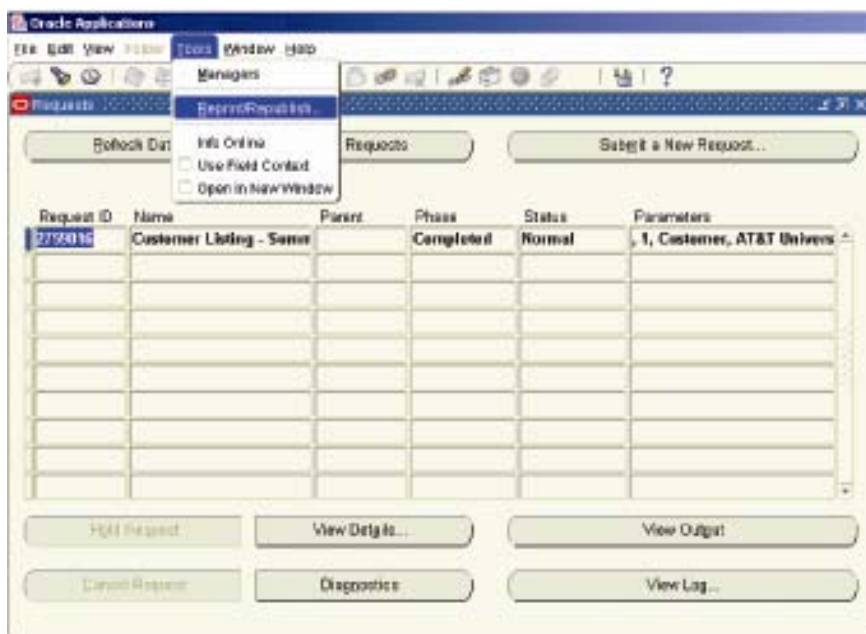 Oracle Applications
File Edit View Folder Tools Window Help
Managers
Reprint/Republish...
Info Online
Use Field Context
Open in New Window
Requests
Refresh Dat
Requests
Submit a New Request...
Request ID Name Parent Phase Status Parameters
2759016 Customer Listing - Summ Completed Normal , 1, Customer, AT&T Univers
Hold Request
View Details...
View Output
Cancel Request
Diagnostics
View Log...